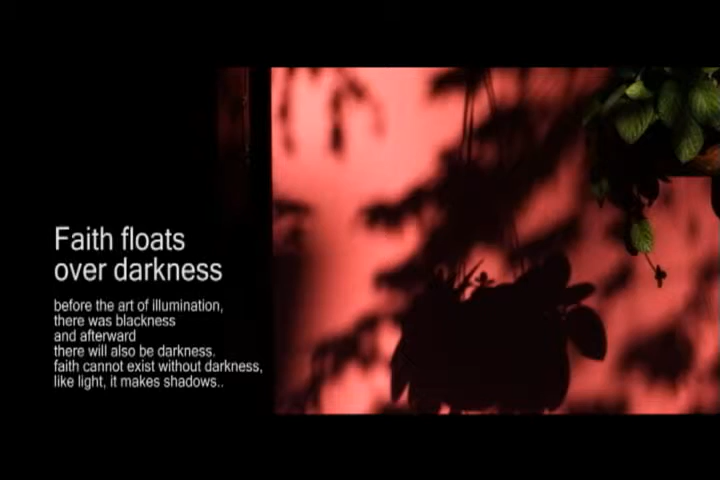 Faith floats
over darkness
before the art of illumination,
there was blackness
and afterward
there will also be darkness.
faith cannot exist without darkness,
like light, it makes shadows..